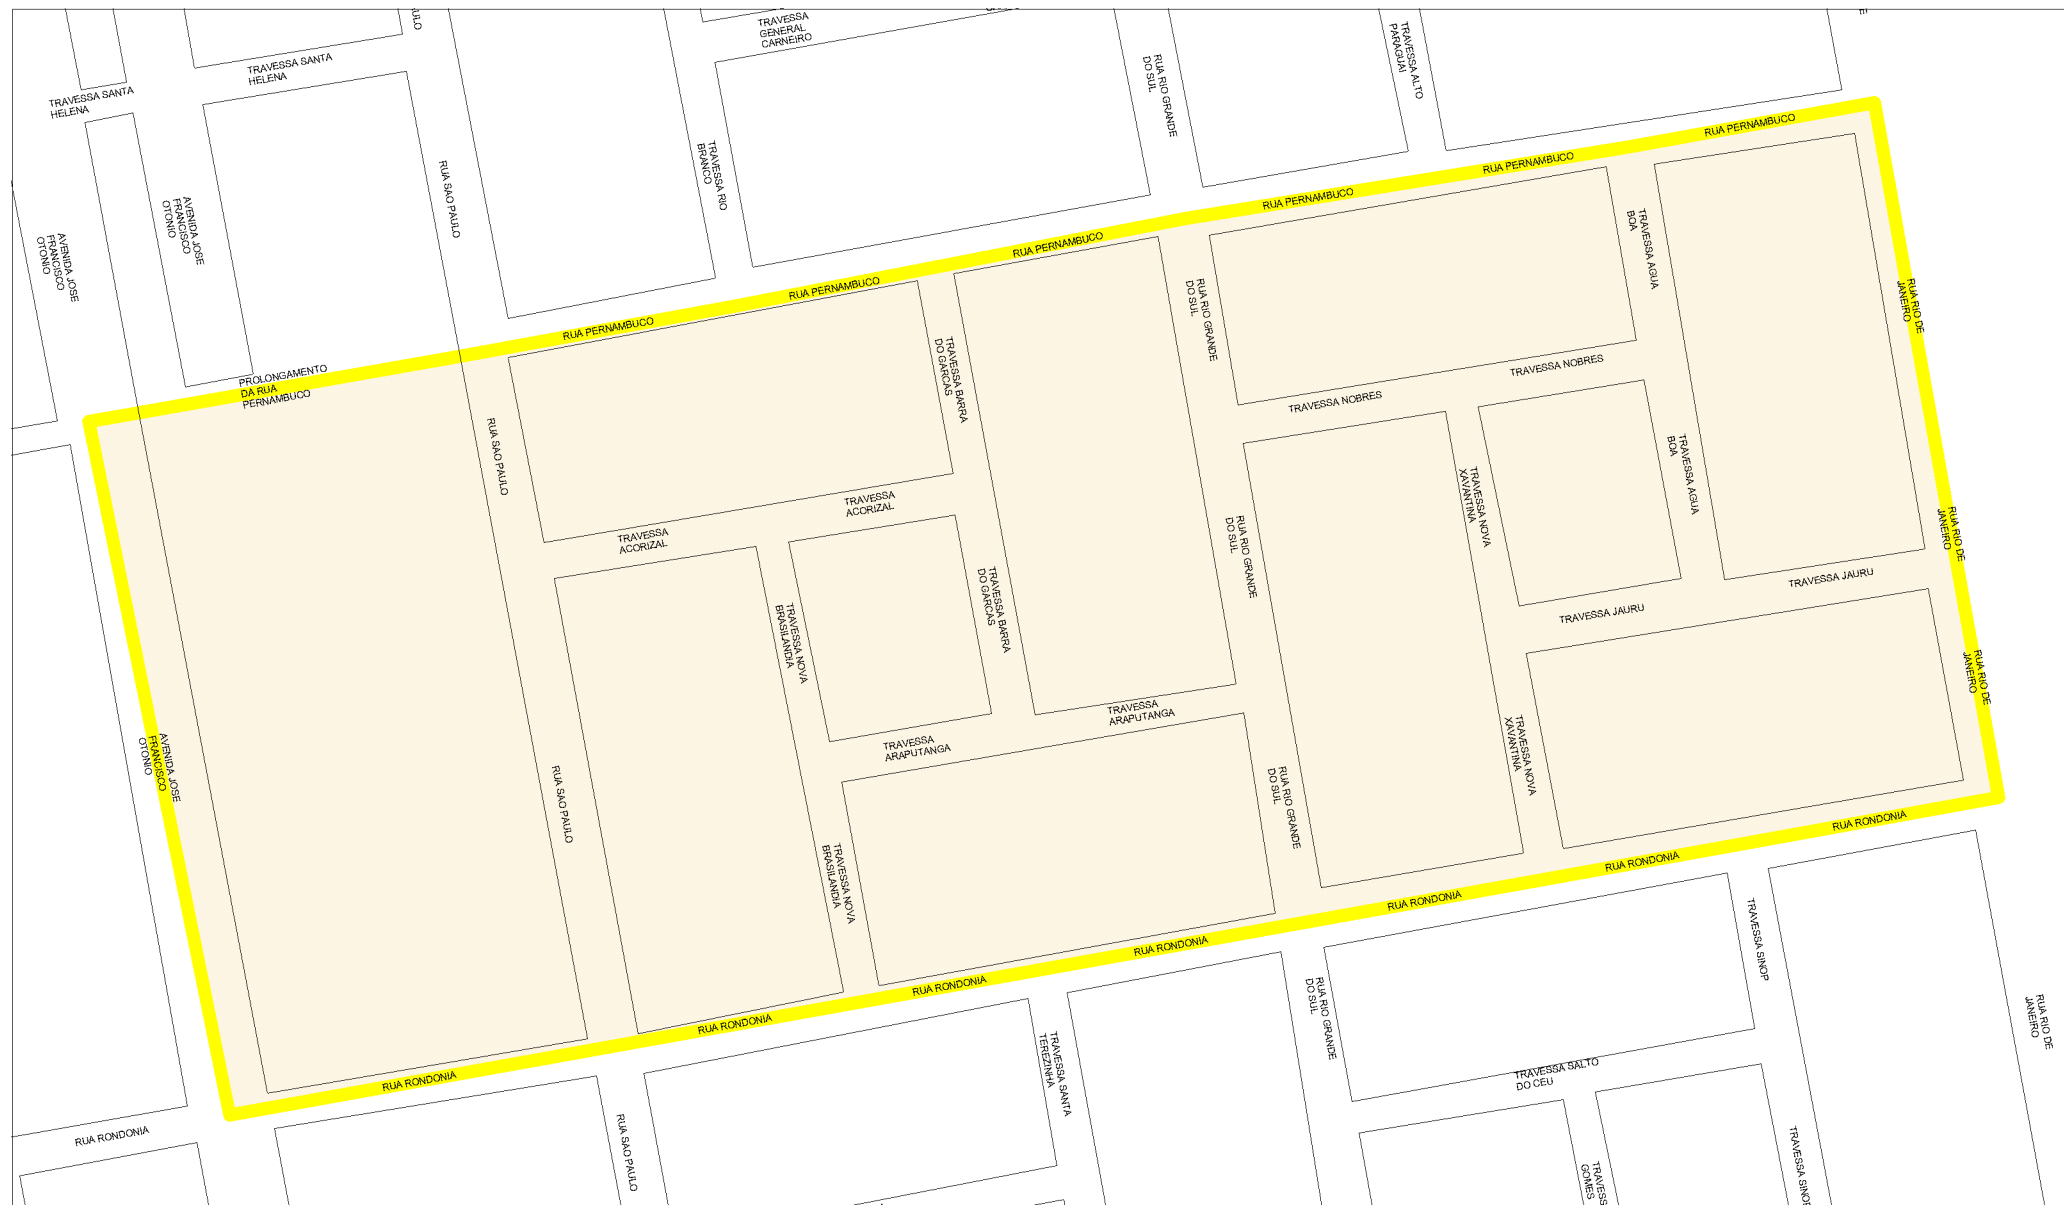 TRAVESSA
GENERAL
CARNEIRO
TRAVESSA SANTA
HELENA
TRAVESSA SANTA
HELENA
RUA RIO GRANDE
DO SUL
TRAVESSA ALTO
PARAGUAI
RUA SAO PAULO
TRAVESSA RIO
BRANCO
AVENIDA JOSE
FRANCISCO
OTONIO
AVENIDA JOSE
FRANCISCO
OTONIO
RUA PERNAMBUCO
RUA PERNAMBUCO
RUA PERNAMBUCO
RUA PERNAMBUCO
RUA PERNAMBUCO
RUA PERNAMBUCO
PROLONGAMENTO
DA RUA
PERNAMBUCO
TRAVESSA AGUA
BOA
RUA RIO DE
JANEIRO
RUA RIO GRANDE
DO SUL
TRAVESSA BARRA
DO GARCAS
TRAVESSA NOBRES
TRAVESSA NOBRES
RUA SAO PAULO
TRAVESSA AGUA
BOA
TRAVESSA NOVA
XAVANTINA
TRAVESSA
ACORIZAL
TRAVESSA
ACORIZAL
RUA RIO GRANDE
DO SUL
RUA RIO DE
JANEIRO
TRAVESSA JAURU
TRAVESSA JAURU
TRAVESSA BARRA
DO GARCAS
TRAVESSA NOVA
BRASILANDIA
RUA RIO DE
JANEIRO
TRAVESSA
ARAPUTANGA
TRAVESSA
ARAPUTANGA
TRAVESSA NOVA
XAVANTINA
AVENIDA JOSE
FRANCISCO
OTONIO
RUA SAO PAULO
RUA RIO GRANDE
DO SUL
TRAVESSA NOVA
BRASILANDIA
RUA RONDONIA
RUA RONDONIA
RUA RONDONIA
RUA RONDONIA
RUA RONDONIA
RUA RONDONIA
RUA RONDONIA
RUA RONDONIA
TRAVESSA SINOP
RUA RIO GRANDE
DO SUL
RUA RIO DE
JANEIRO
TRAVESSA SANTA
TEREZINHA
TRAVESSA SALTO
DO CEU
RUA SAO PAULO
TRAVESSA SINOP
TRAVESS
GOMES